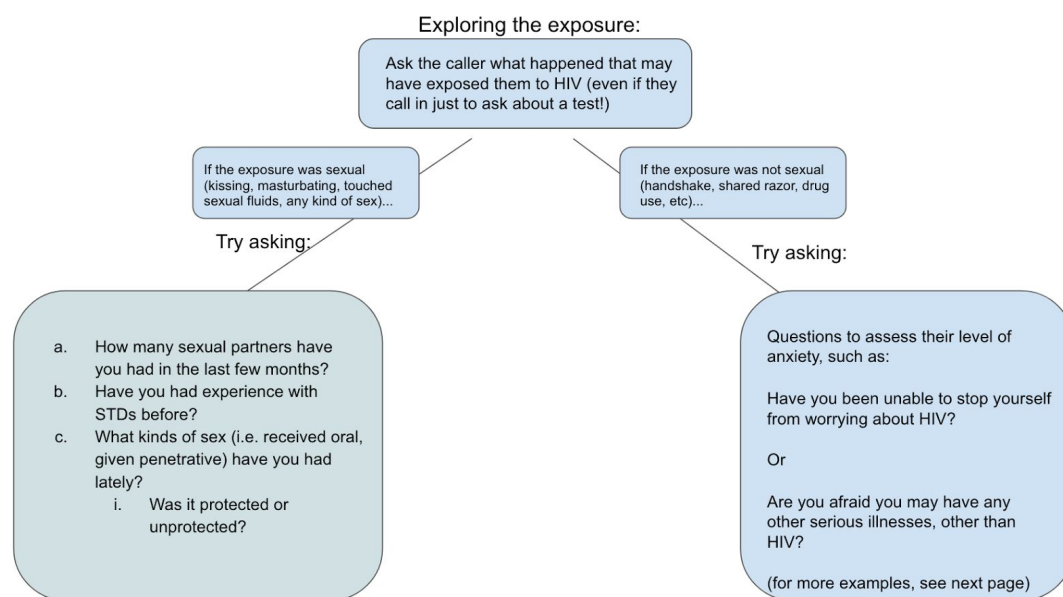 Exploring the exposure:
Ask the caller what happened that may
have exposed them to HIV (even if they
call in just to ask about a test!)
If the exposure was sexual
(kissing, masturbating, touched
sexual fluids, any kind of sex)...
If the exposure was not sexual
(handshake, shared razor, drug
use, etc)...
Try asking:
Try asking:
a. How many sexual partners have
you had in the last few months?
b. Have you had experience with
STDs before?
c. What kinds of sex (i.e. received oral,
given penetrative) have you had
lately?
i. Was it protected or
unprotected?
Questions to assess their level of
anxiety, such as:
Have you been unable to stop yourself
from worrying about HIV?
Or
Are you afraid you may have any
other serious illnesses, other than
HIV?
(for more examples, see next page)